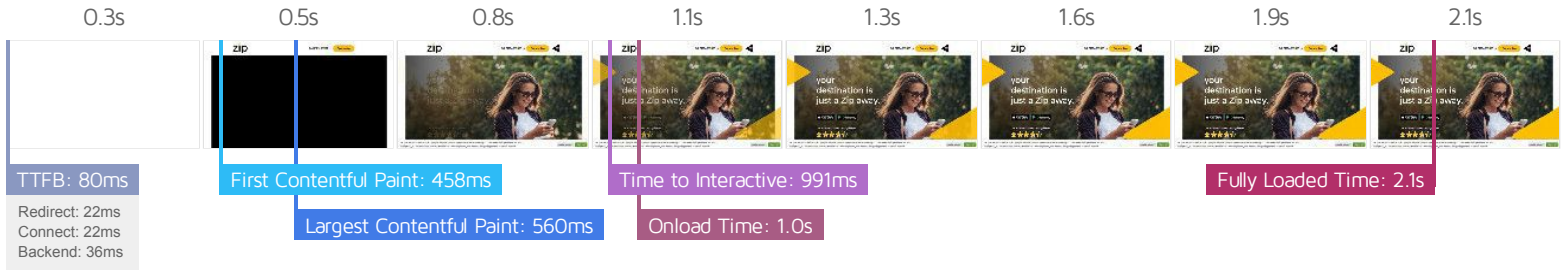 0.3s
0.5s
0.8s
1.1s
1.3s
1.6s
1.9s
2.1s
zip
zip
zip
your
destination is
just a Zip away.
zip
your
destination is
just a Zip away.
zip
your
destination is
just a Zip away.
zip
your
destination is
just a Zip away.
zip
your
destination is
just a Zip away.
TTFB: 80ms
First Contentful Paint: 458ms
Time to Interactive: 991ms
Fully Loaded Time: 2.1s
Redirect: 22ms
Connect: 22ms
Backend: 36ms
Largest Contentful Paint: 560ms
Onload Time: 1.0s